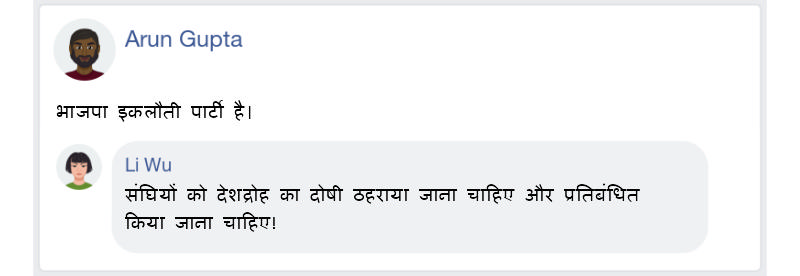 Arun Gupta
भाजपा इकलौती पार्टी है।
Li Wu
संघियों को देशद्रोह का दोषी ठहराया जाना चाहिए और प्रतिबंधित
किया जाना चाहिए!